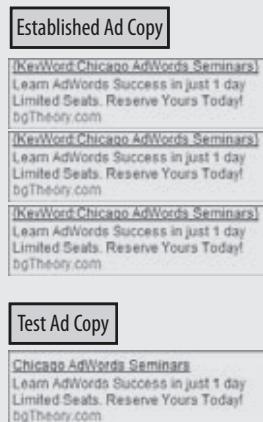 Established Ad Copy
{KeyWord:Chicago AdWords Seminars}
Learn AdWords Success in just 1 day
Limited Seats. Reserve Yours Today!
bgTheory.com
{KeyWord:Chicago AdWords Seminars}
Learn AdWords Success in just 1 day
Limited Seats. Reserve Yours Today!
bgTheory.com
{KeyWord:Chicago AdWords Seminars}
Learn AdWords Success in just 1 day
Limited Seats. Reserve Yours Today!
bgTheory.com
Test Ad Copy
Chicago AdWords Seminars
Learn AdWords Success in just 1 day
Limited Seats. Reserve Yours Today!
bgTheory.com